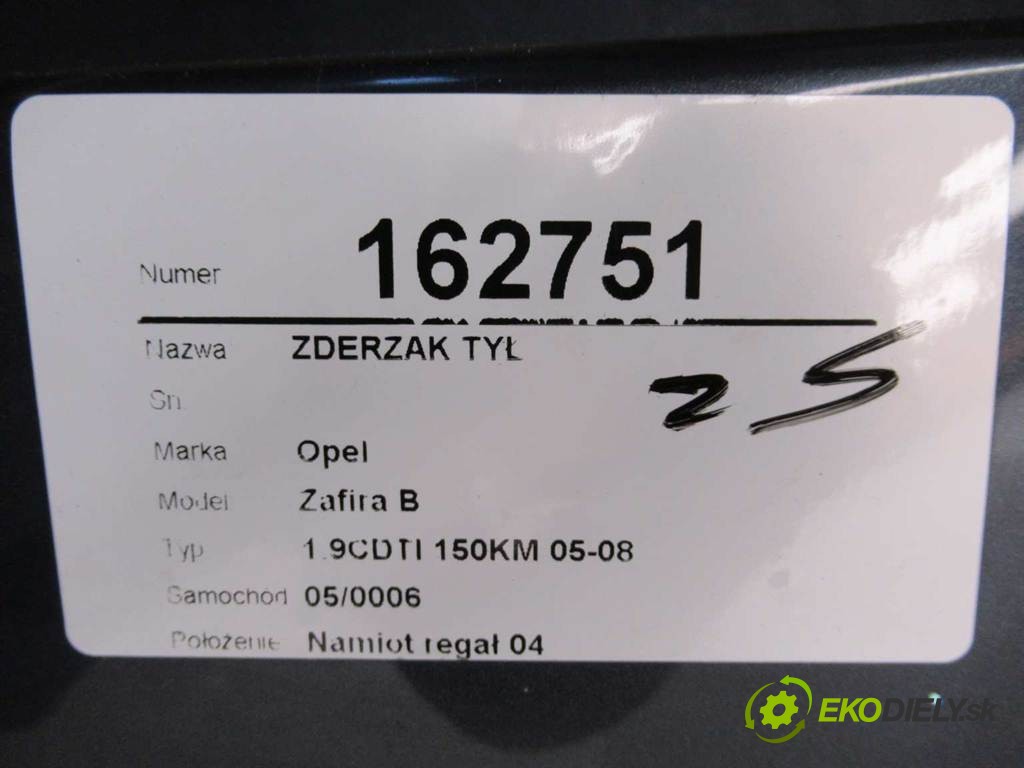 Numer 162751
Nazwa ZDERZAK TYŁ
Sn.
25
Marka Opel
Model Zafira B
Typ 1.9CDTI 150KM 05-08
Samochód 05/0006
Położenie Namiot regał 04
EKODIELY.sk